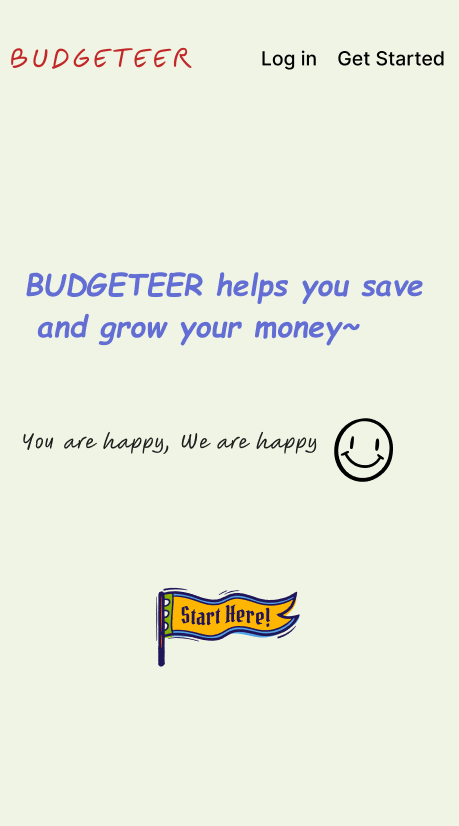 BUDGETEER Log in Get Started
BUDGETEER helps you save
and grow your money~
You are happy, We are happy
Start Here!